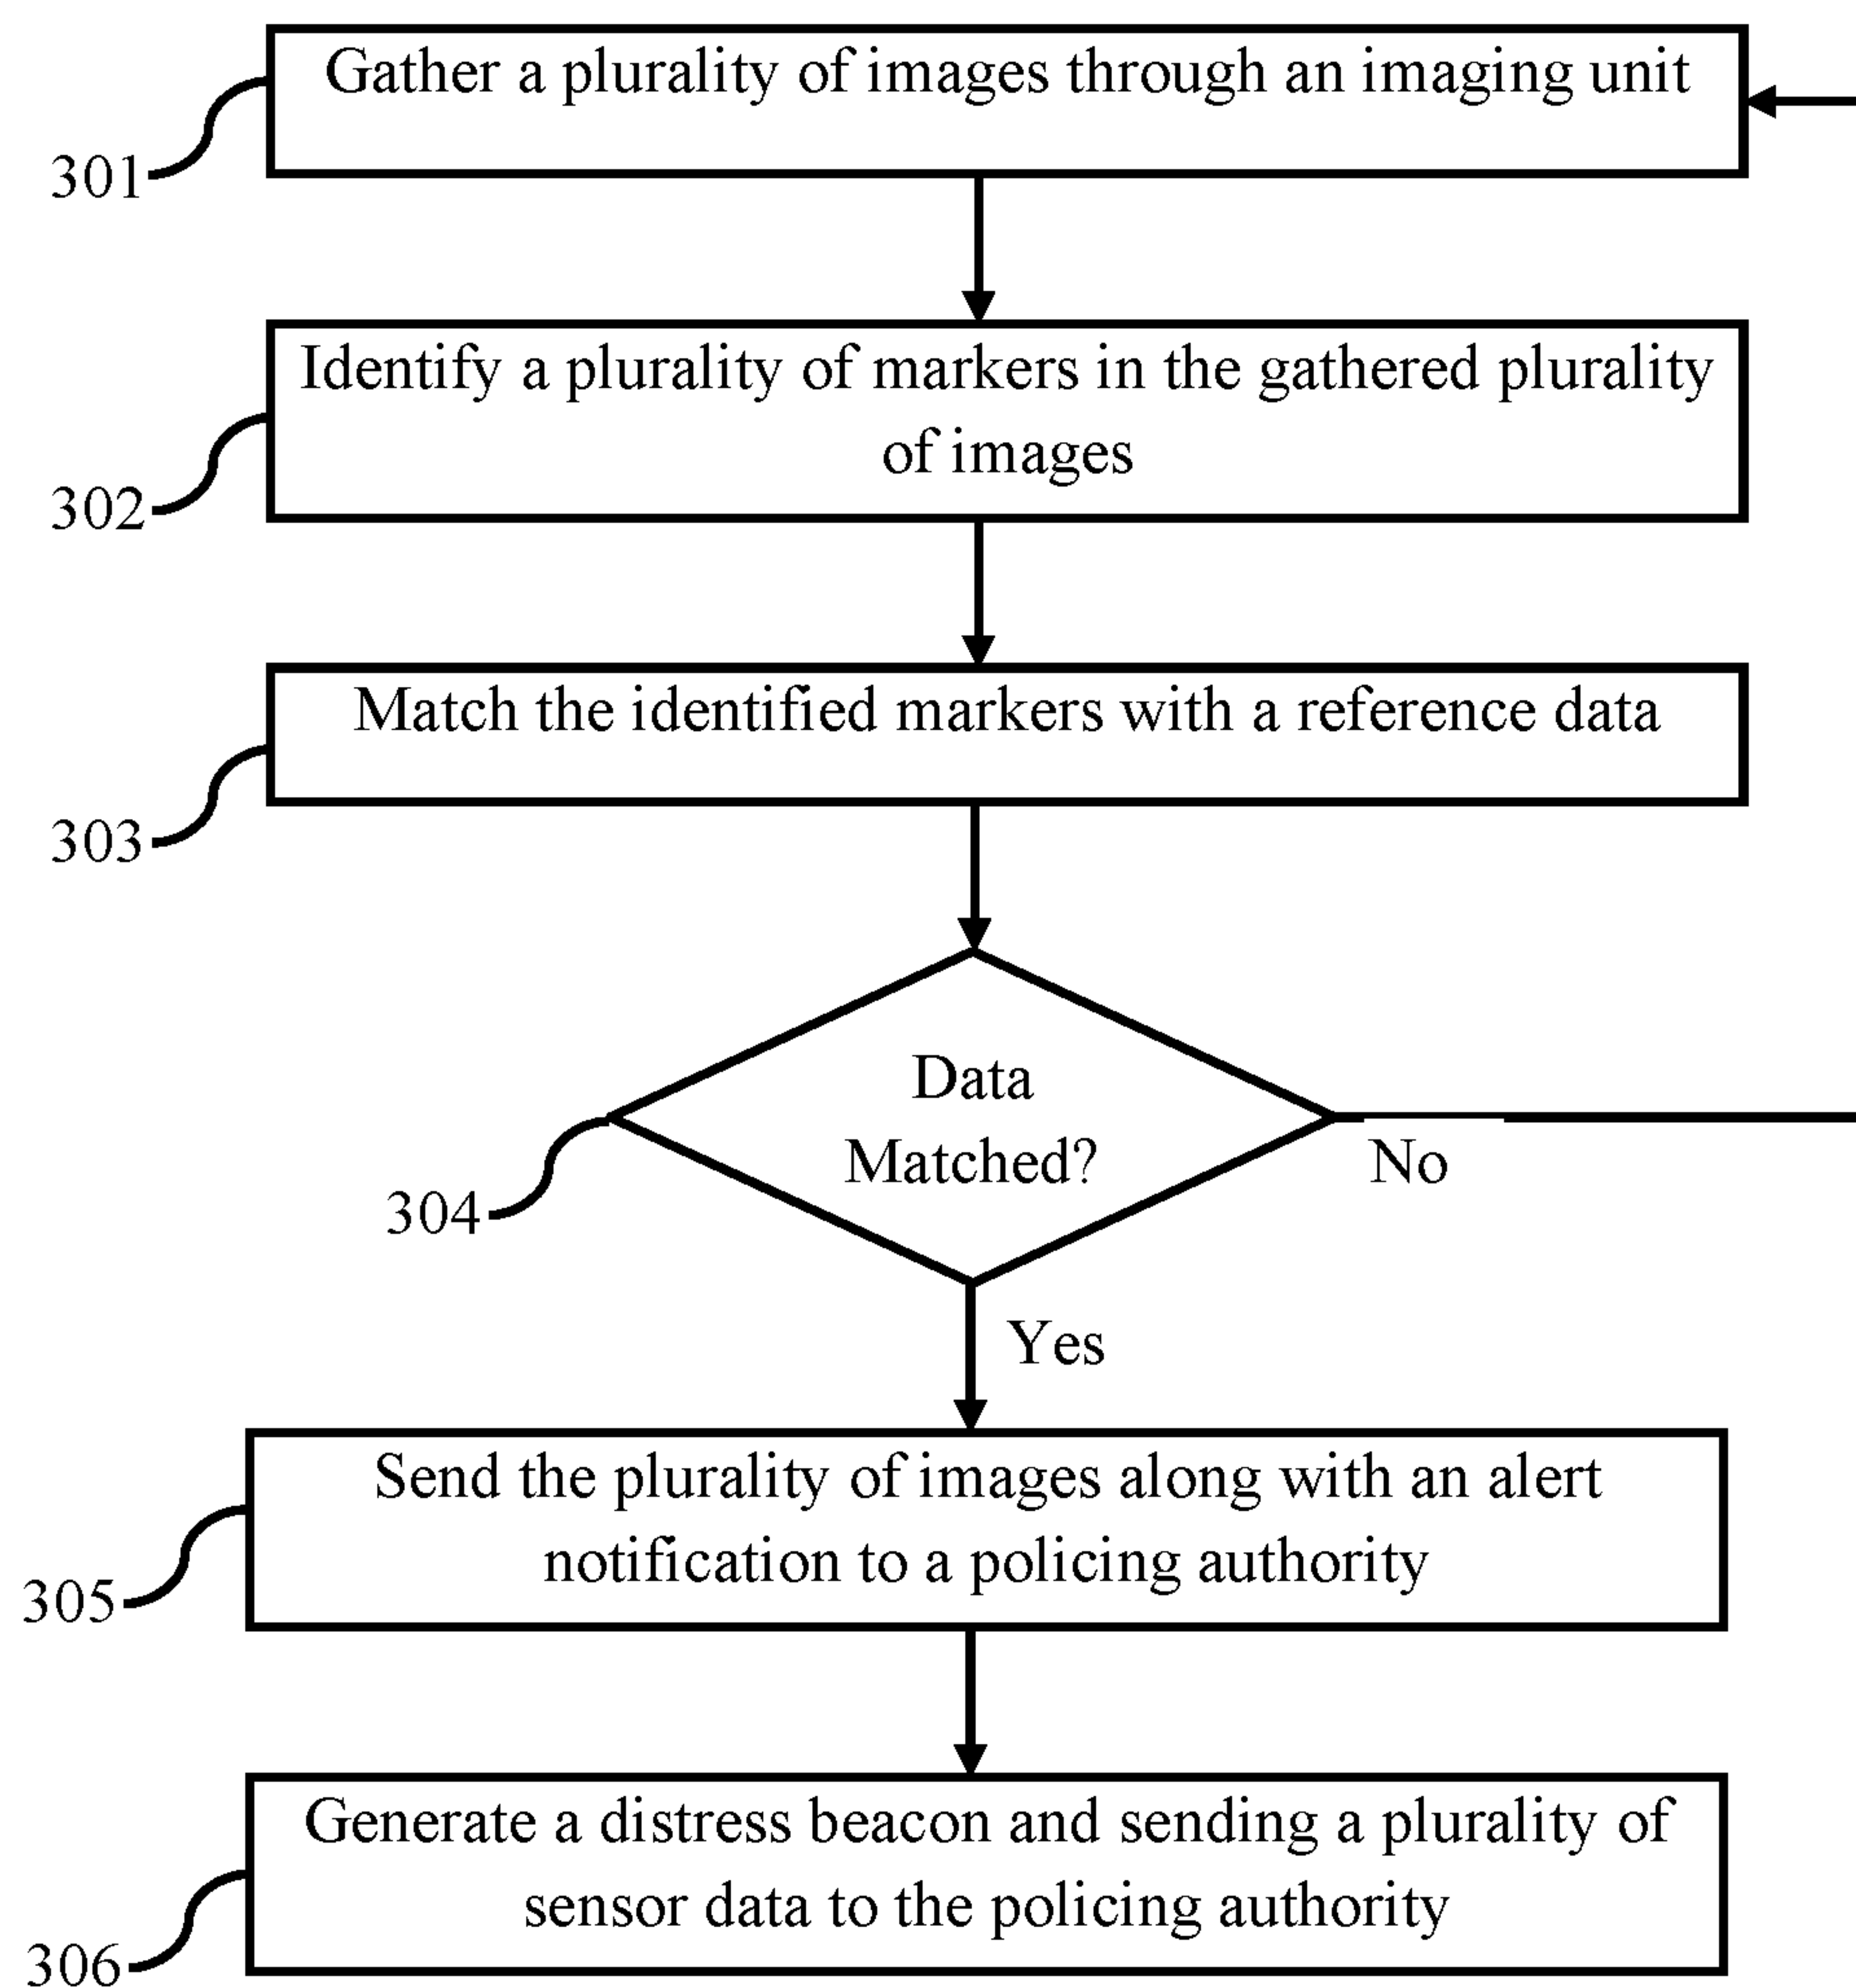 Gather a plurality of images through an imaging unit
301
Identify a plurality of markers in the gathered plurality
of images
302
Match the identified markers with a reference data
303
Data
Matched?
No
304
Yes
Send the plurality of images along with an alert
notification to a policing authority
305
Generate a distress beacon and sending a plurality of
sensor data to the policing authority
306